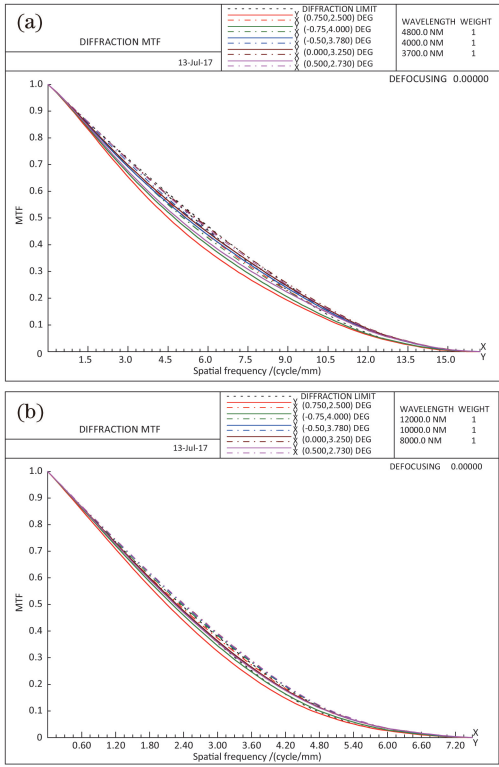 (a)
DIFFRACTION MTF
13-Jul-17
DIFFRACTION LIMIT
Y
X (0.750,2.500) DEG
Y
X (-0.75,4.000) DEG
Y
X (-0.50,3.780) DEG
Y
X (0.000,3.250) DEG
Y
X (0.500,2.730) DEG
WAVELENGTH WEIGHT
4800.0 NM 1
4000.0 NM 1
3700.0 NM 1
DEFOCUSING 0.00000
1.0
0.9
0.8
0.7
0.6
0.5
0.4
0.3
0.2
0.1
0
MTF
1.5 3.0 4.5 6.0 7.5 9.0 10.5 12.0 13.5 15.0
X
Y
Spatial frequency /(cycle/mm)
(b)
DIFFRACTION MTF
13-Jul-17
DIFFRACTION LIMIT
Y
X (0.750,2.500) DEG
Y
X (-0.75,4.000) DEG
Y
X (-0.50,3.780) DEG
Y
X (0.000,3.250) DEG
Y
X (0.500,2.730) DEG
WAVELENGTH WEIGHT
12000.0 NM 1
10000.0 NM 1
8000.0 NM 1
DEFOCUSING 0.00000
1.0
0.9
0.8
0.7
0.6
0.5
0.4
0.3
0.2
0.1
0
MTF
0.60 1.20 1.80 2.40 3.00 3.60 4.20 4.80 5.40 6.00 6.60 7.20
X
Y
Spatial frequency /(cycle/mm)